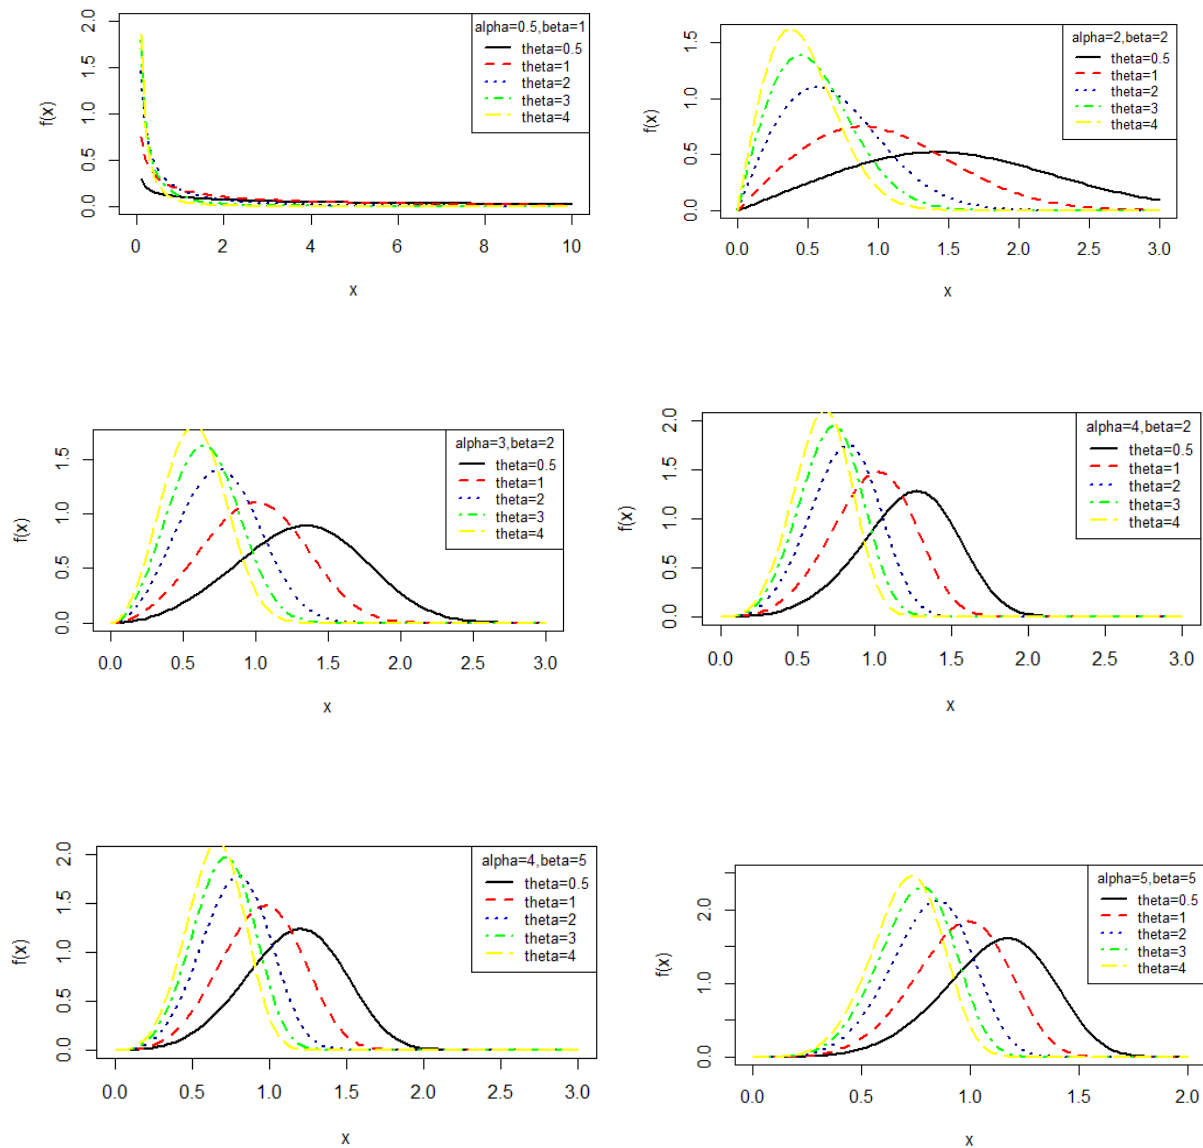 alpha=0.5,beta=1
theta=0.5
theta=1
theta=2
theta=3
theta=4
f(x)
0.0 0.5 1.0 1.5 2.0
0 2 4 6 8 10
x
alpha=2,beta=2
theta=0.5
theta=1
theta=2
theta=3
theta=4
f(x)
0.0 0.5 1.0 1.5
0.0 0.5 1.0 1.5 2.0 2.5 3.0
x
alpha=3,beta=2
theta=0.5
theta=1
theta=2
theta=3
theta=4
f(x)
0.0 0.5 1.0 1.5
0.0 0.5 1.0 1.5 2.0 2.5 3.0
x
alpha=4,beta=2
theta=0.5
theta=1
theta=2
theta=3
theta=4
f(x)
0.0 0.5 1.0 1.5 2.0
0.0 0.5 1.0 1.5 2.0 2.5 3.0
x
alpha=4,beta=5
theta=0.5
theta=1
theta=2
theta=3
theta=4
f(x)
0.0 0.5 1.0 1.5 2.0
0.0 0.5 1.0 1.5 2.0 2.5 3.0
x
alpha=5,beta=5
theta=0.5
theta=1
theta=2
theta=3
theta=4
f(x)
0.0 1.0 2.0
0.0 0.5 1.0 1.5 2.0
x